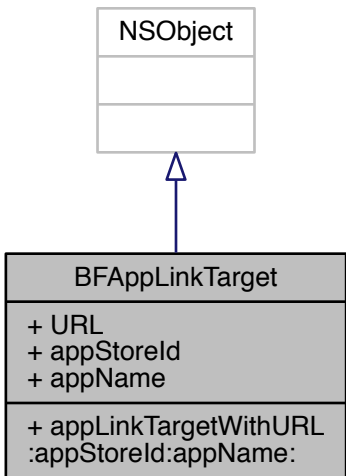 NSObject
BFAppLinkTarget
+ URL
+ appStoreId
+ appName
+ appLinkTargetWithURL
:appStoreId:appName: